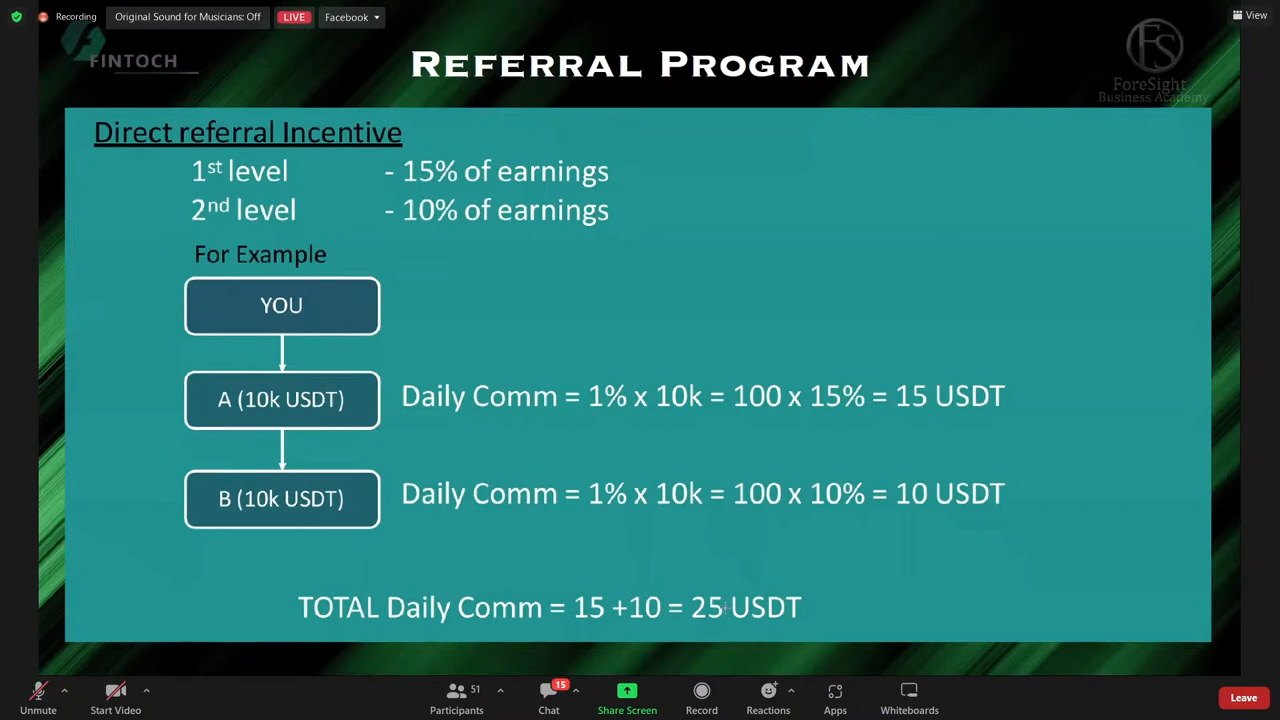 Recording
Original Sound for Musicians: Off
LIVE
Facebook
View
FINTOCH
REFERRAL PROGRAM
FS
ForeSight
Business Academy
Direct referral Incentive
1st level - 15% of earnings
2nd level - 10% of earnings
For Example
YOU
A (10k USDT) Daily Comm = 1% x 10k = 100 x 15% = 15 USDT
B (10k USDT) Daily Comm = 1% x 10k = 100 x 10% = 10 USDT
TOTAL Daily Comm = 15 +10 = 25 USDT
Unmute
Start Video
51
Participants
15
Chat
Share Screen
Record
Reactions
Apps
Whiteboards
Leave